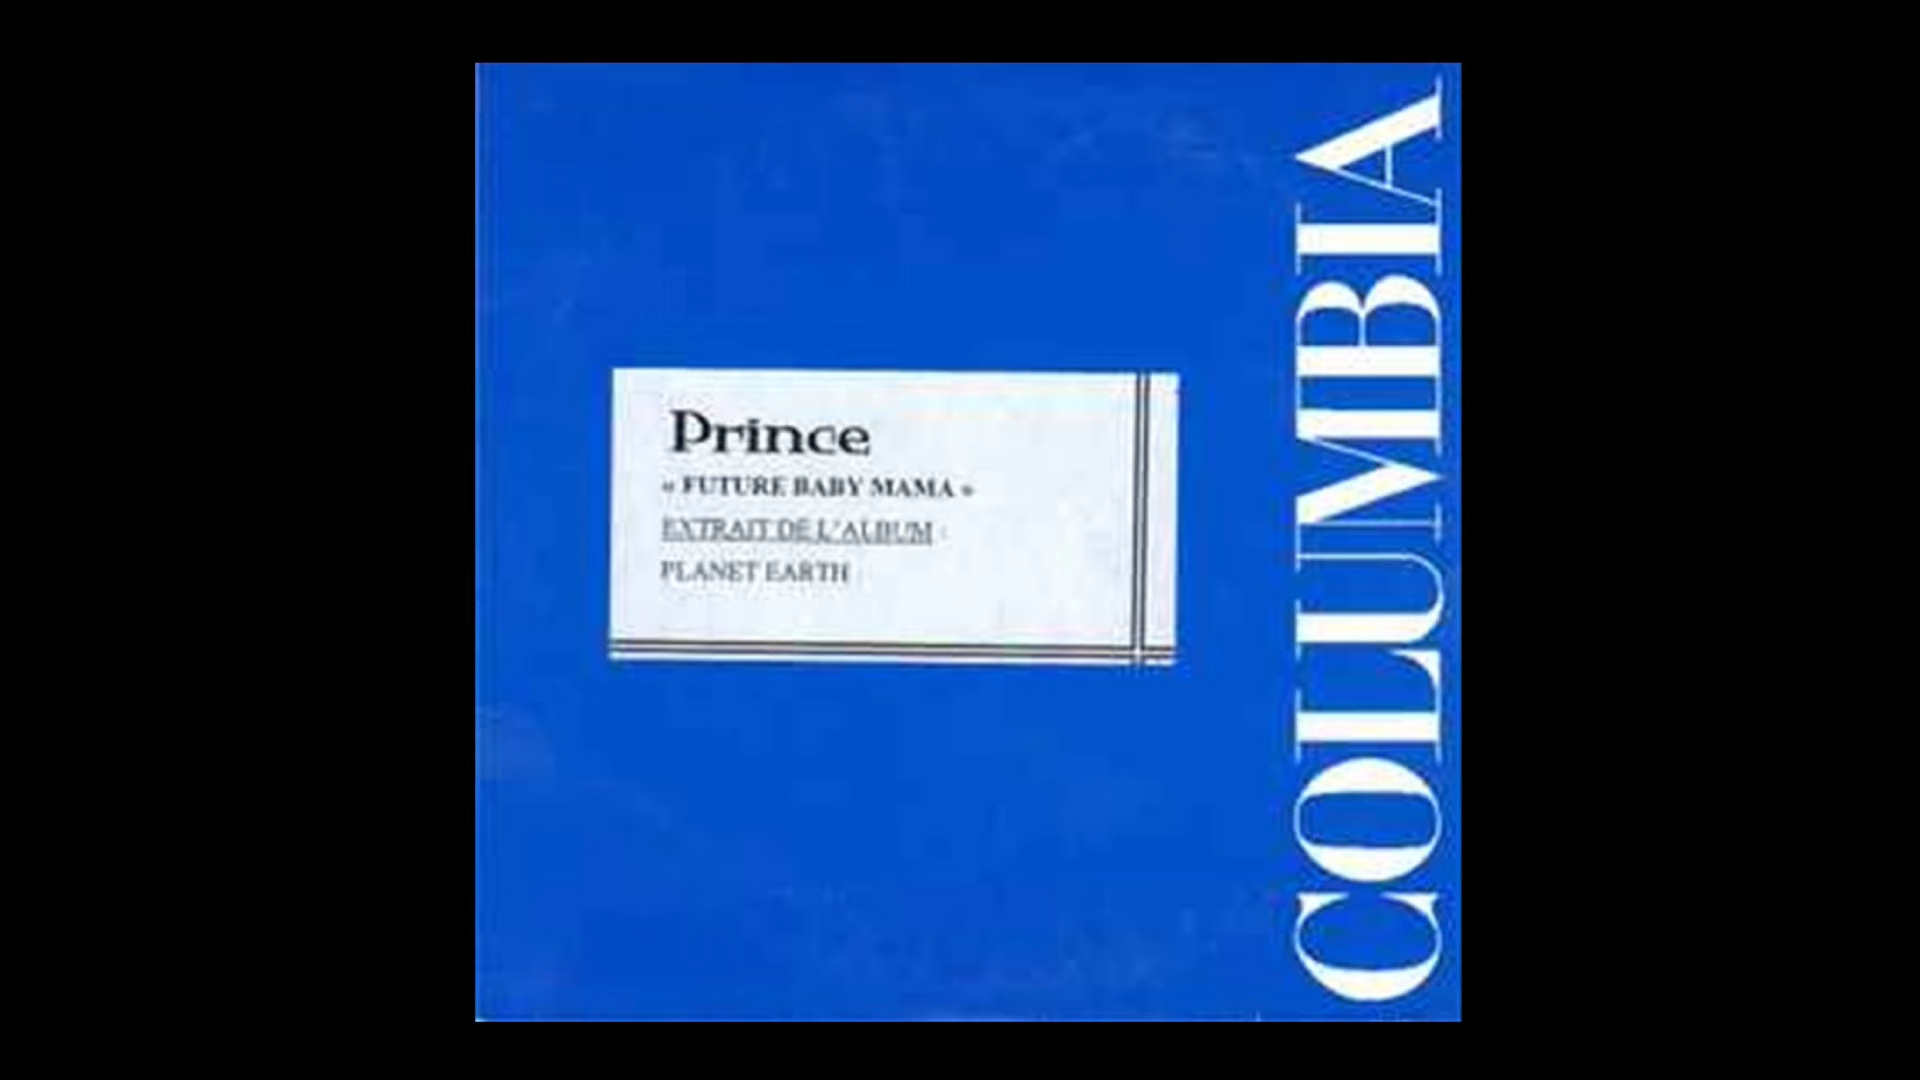 Prince
« FUTURE BABY MAMA »
EXTRAIT DE L'ALBUM :
PLANET EARTH
COLUMBIA